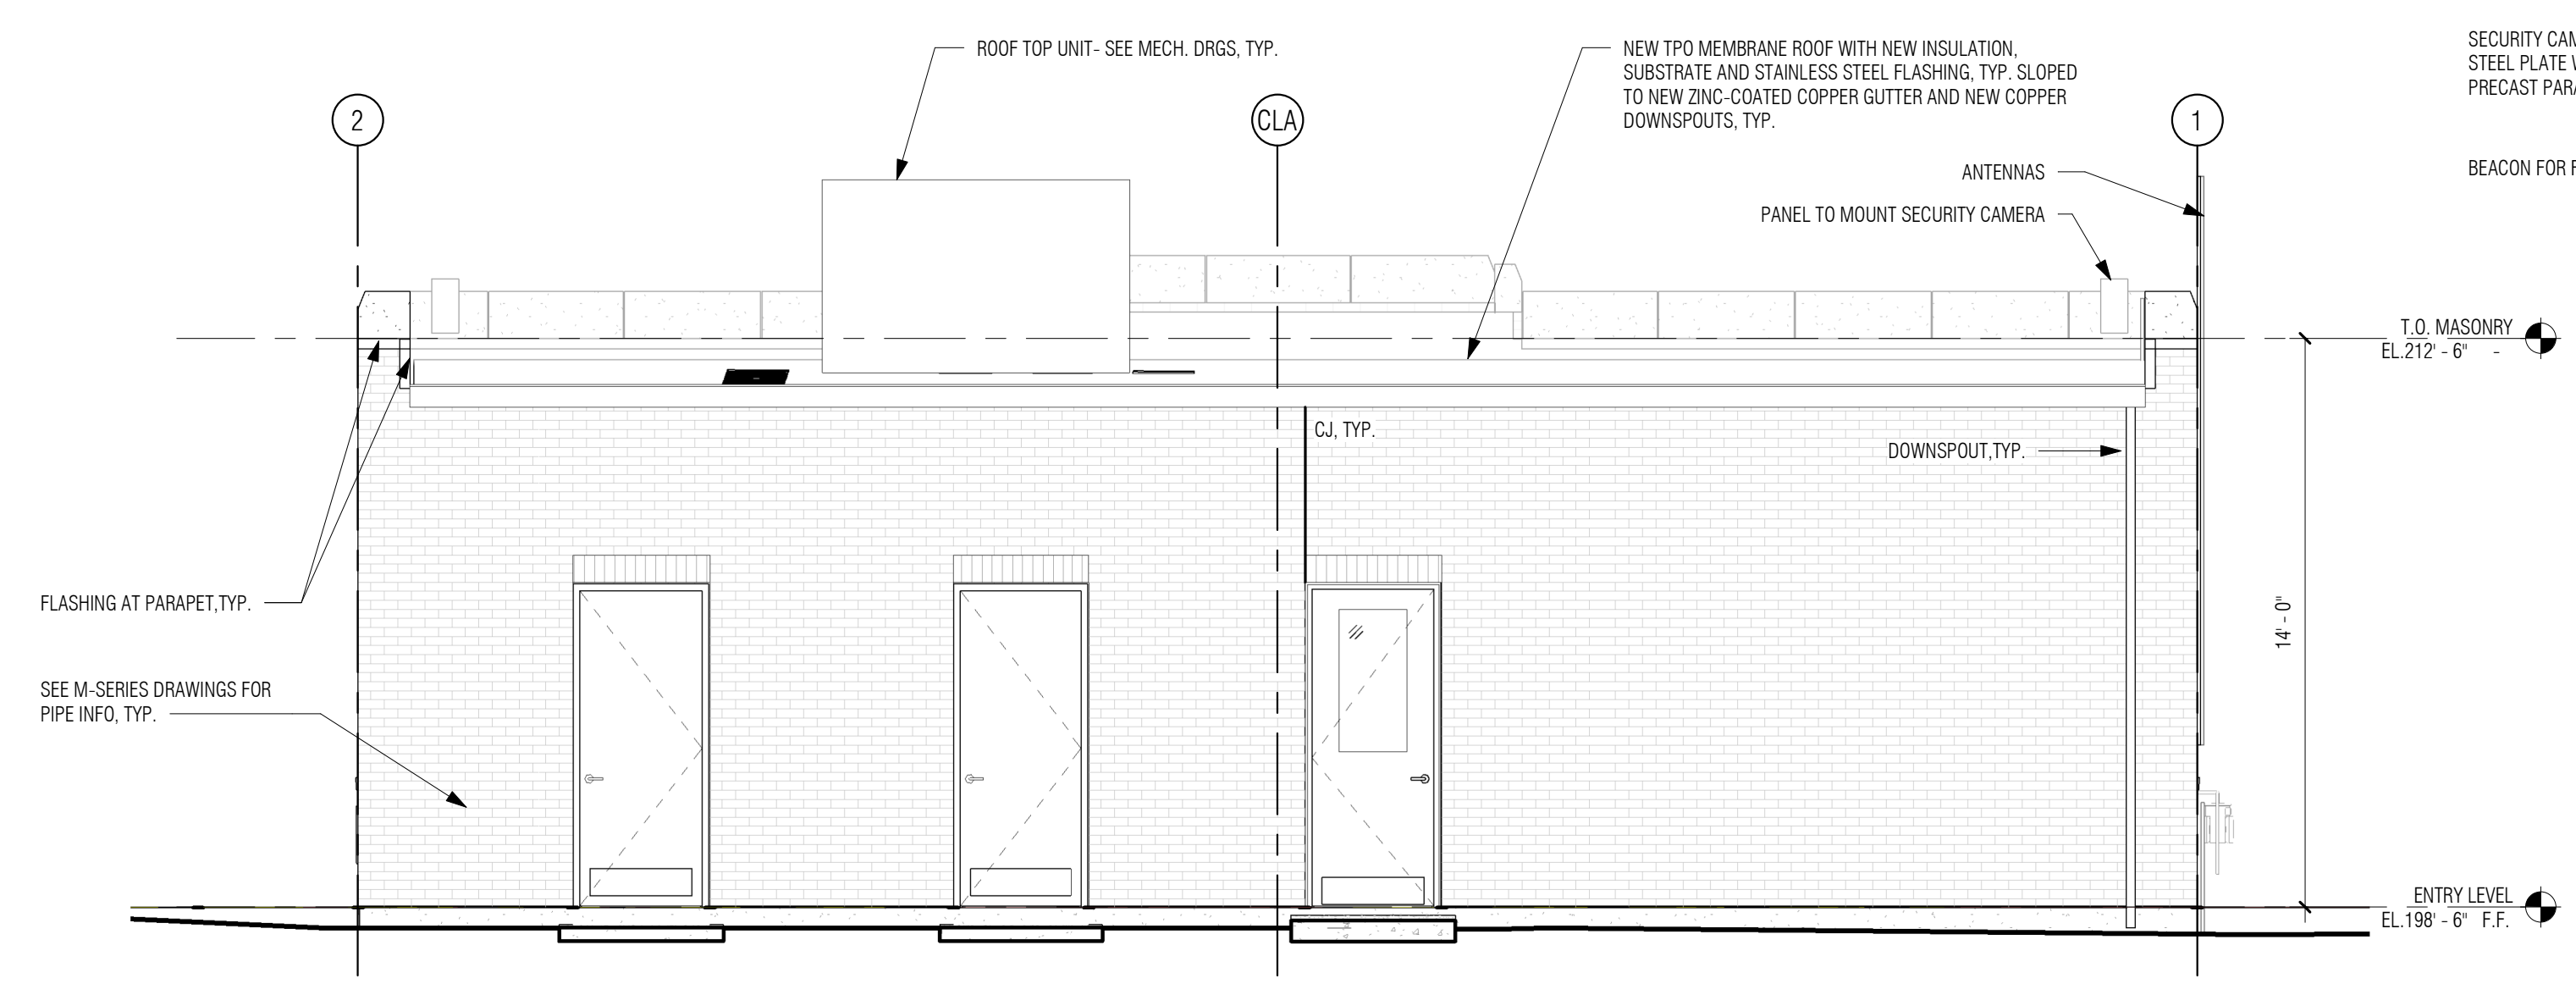 ROOF TOP UNIT- SEE MECH. DRGS, TYP.
NEW TPO MEMBRANE ROOF WITH NEW INSULATION,
SUBSTRATE AND STAINLESS STEEL FLASHING, TYP. SLOPED
TO NEW ZINC-COATED COPPER GUTTER AND NEW COPPER
DOWNSPOUTS, TYP.
SECURITY CAM
STEEL PLATE W
PRECAST PARA
2
CLA
1
ANTENNAS
BEACON FOR F
PANEL TO MOUNT SECURITY CAMERA
T.O. MASONRY
EL.212' - 6" -
CJ, TYP.
DOWNSPOUT,TYP.
FLASHING AT PARAPET,TYP.
14' - 0"
SEE M-SERIES DRAWINGS FOR
PIPE INFO, TYP.
ENTRY LEVEL
EL.198' - 6" F.F.